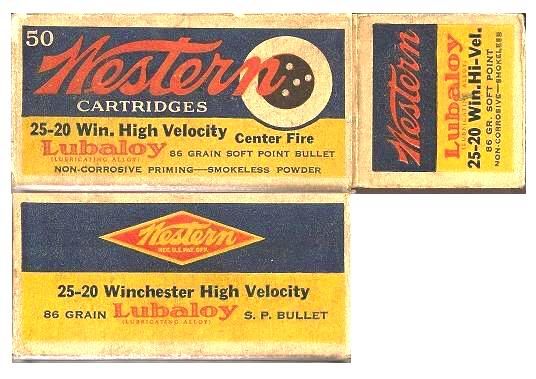 50
Western
CARTRIDGES
25-20 Win. High Velocity Center Fire
Lubaloy
(LUBRICATING ALLOY)
86 GRAIN SOFT POINT BULLET
NON-CORROSIVE PRIMING—SMOKELESS POWDER
Western
Lubaloy
(LUBRICATING ALLOY)
25-20 Win. Hi-Vel.
86 GR. SOFT POINT
NON-CORROSIVE—SMOKELESS
Western
REG. U.S. PAT. OFF.
25-20 Winchester High Velocity
86 GRAIN Lubaloy S. P. BULLET
(LUBRICATING ALLOY)